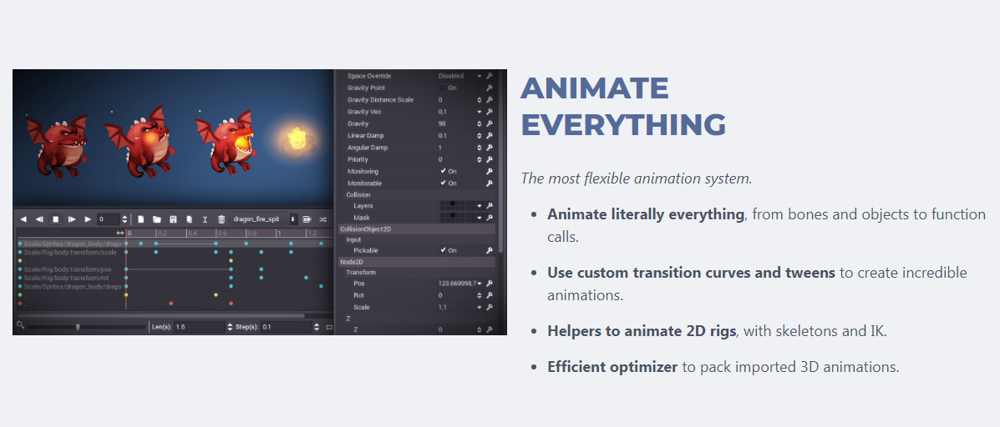 Space Override Disabled
Gravity Point On
Gravity Distance Scale 0
Gravity Vec 0,1
Gravity 98
Linear Damp 0.1
Angular Damp 1
Priority 0
Monitoring On
Monitorable On
Collision
Layers
Mask
CollisionObject2D
Input
Pickable On
Node2D
Transform
Pos 123.669998,7
Rot 0
Scale 1,1
Z
Z 0
0 dragon_fire_spit
0 0.2 0.4 0.6 0.8 1 1.2
Scale/Sprites/dragon_body/drago
Scale/Rig/body:transform/scale
Scale/Rig/body:transform/pos
Scale/Rig/body:transform/rot
Scale/Sprites/dragon_body/drago
Len(s): 1.6 Step(s): 0.1
ANIMATE
EVERYTHING
The most flexible animation system.
• Animate literally everything, from bones and objects to function
calls.
• Use custom transition curves and tweens to create incredible
animations.
• Helpers to animate 2D rigs, with skeletons and IK.
• Efficient optimizer to pack imported 3D animations.